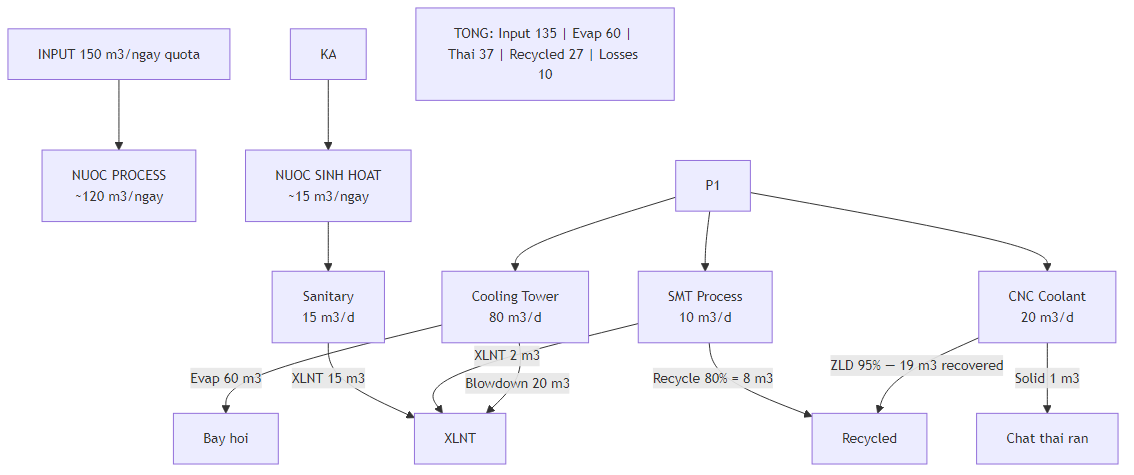 TONG: Input 135 | Evap 60 |
Thai 37 | Recycled 27 | Losses
10
INPUT 150 m3/ngay quota
KA
NUOC PROCESS
~120 m3/ngay
NUOC SINH HOAT
~15 m3/ngay
P1
Sanitary
15 m3/d
Cooling Tower
80 m3/d
SMT Process
10 m3/d
CNC Coolant
20 m3/d
Evap 60 m3
XLNT 15 m3
XLNT 2 m3
Blowdown 20 m3
Recycle 80% = 8 m3
ZLD 95% — 19 m3 recovered
Solid 1 m3
Bay hoi
XLNT
Recycled
Chat thai ran